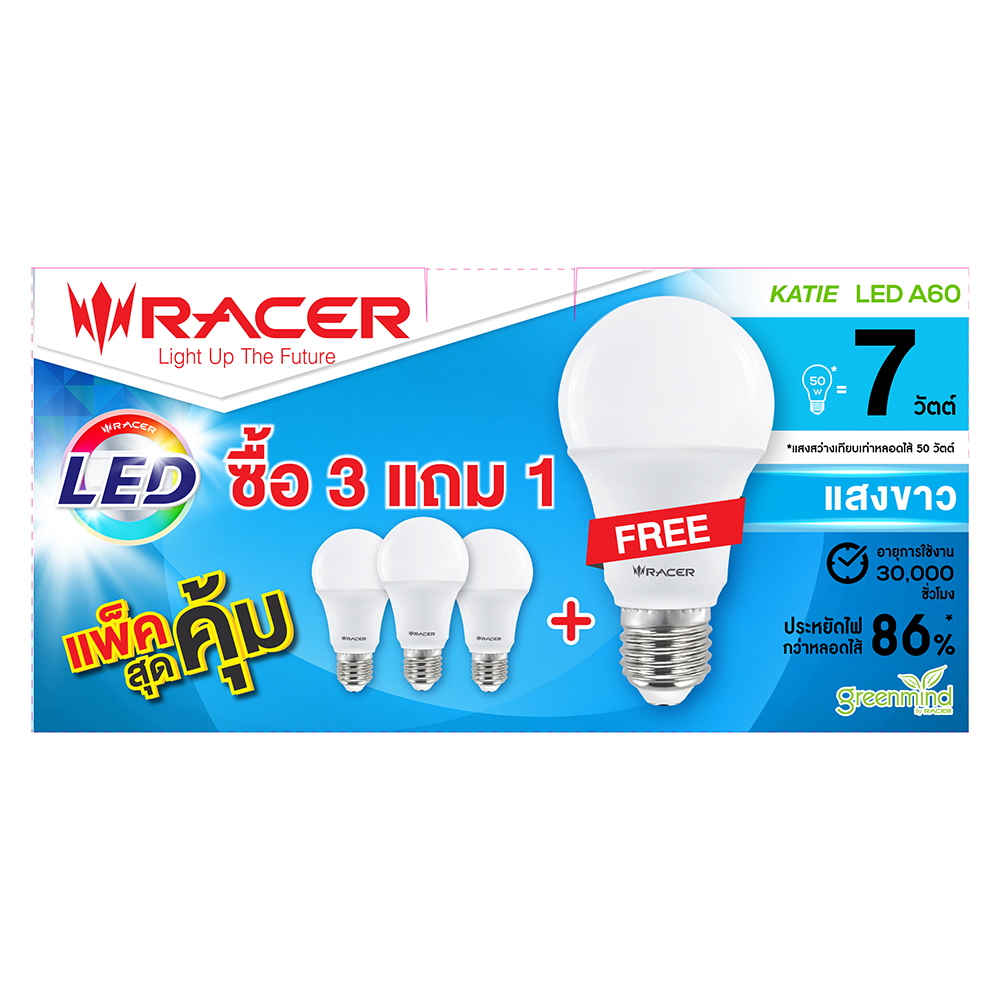 RACER
Light Up The Future
KATIE LED A60
50
W
* = 7 วัตต์
*แสงสว่างเทียบเท่าหลอดไส้ 50 วัตต์
RACER
LED
ซื้อ 3 แถม 1
แสงขาว
FREE
RACER
อายุการใช้งาน
30,000
ชั่วโมง
แพ็ค
สุด
คุ้ม
RACER
RACER
RACER
+
ประหยัดไฟ
กว่าหลอดไส้ 86%*
greenmind
by RACER